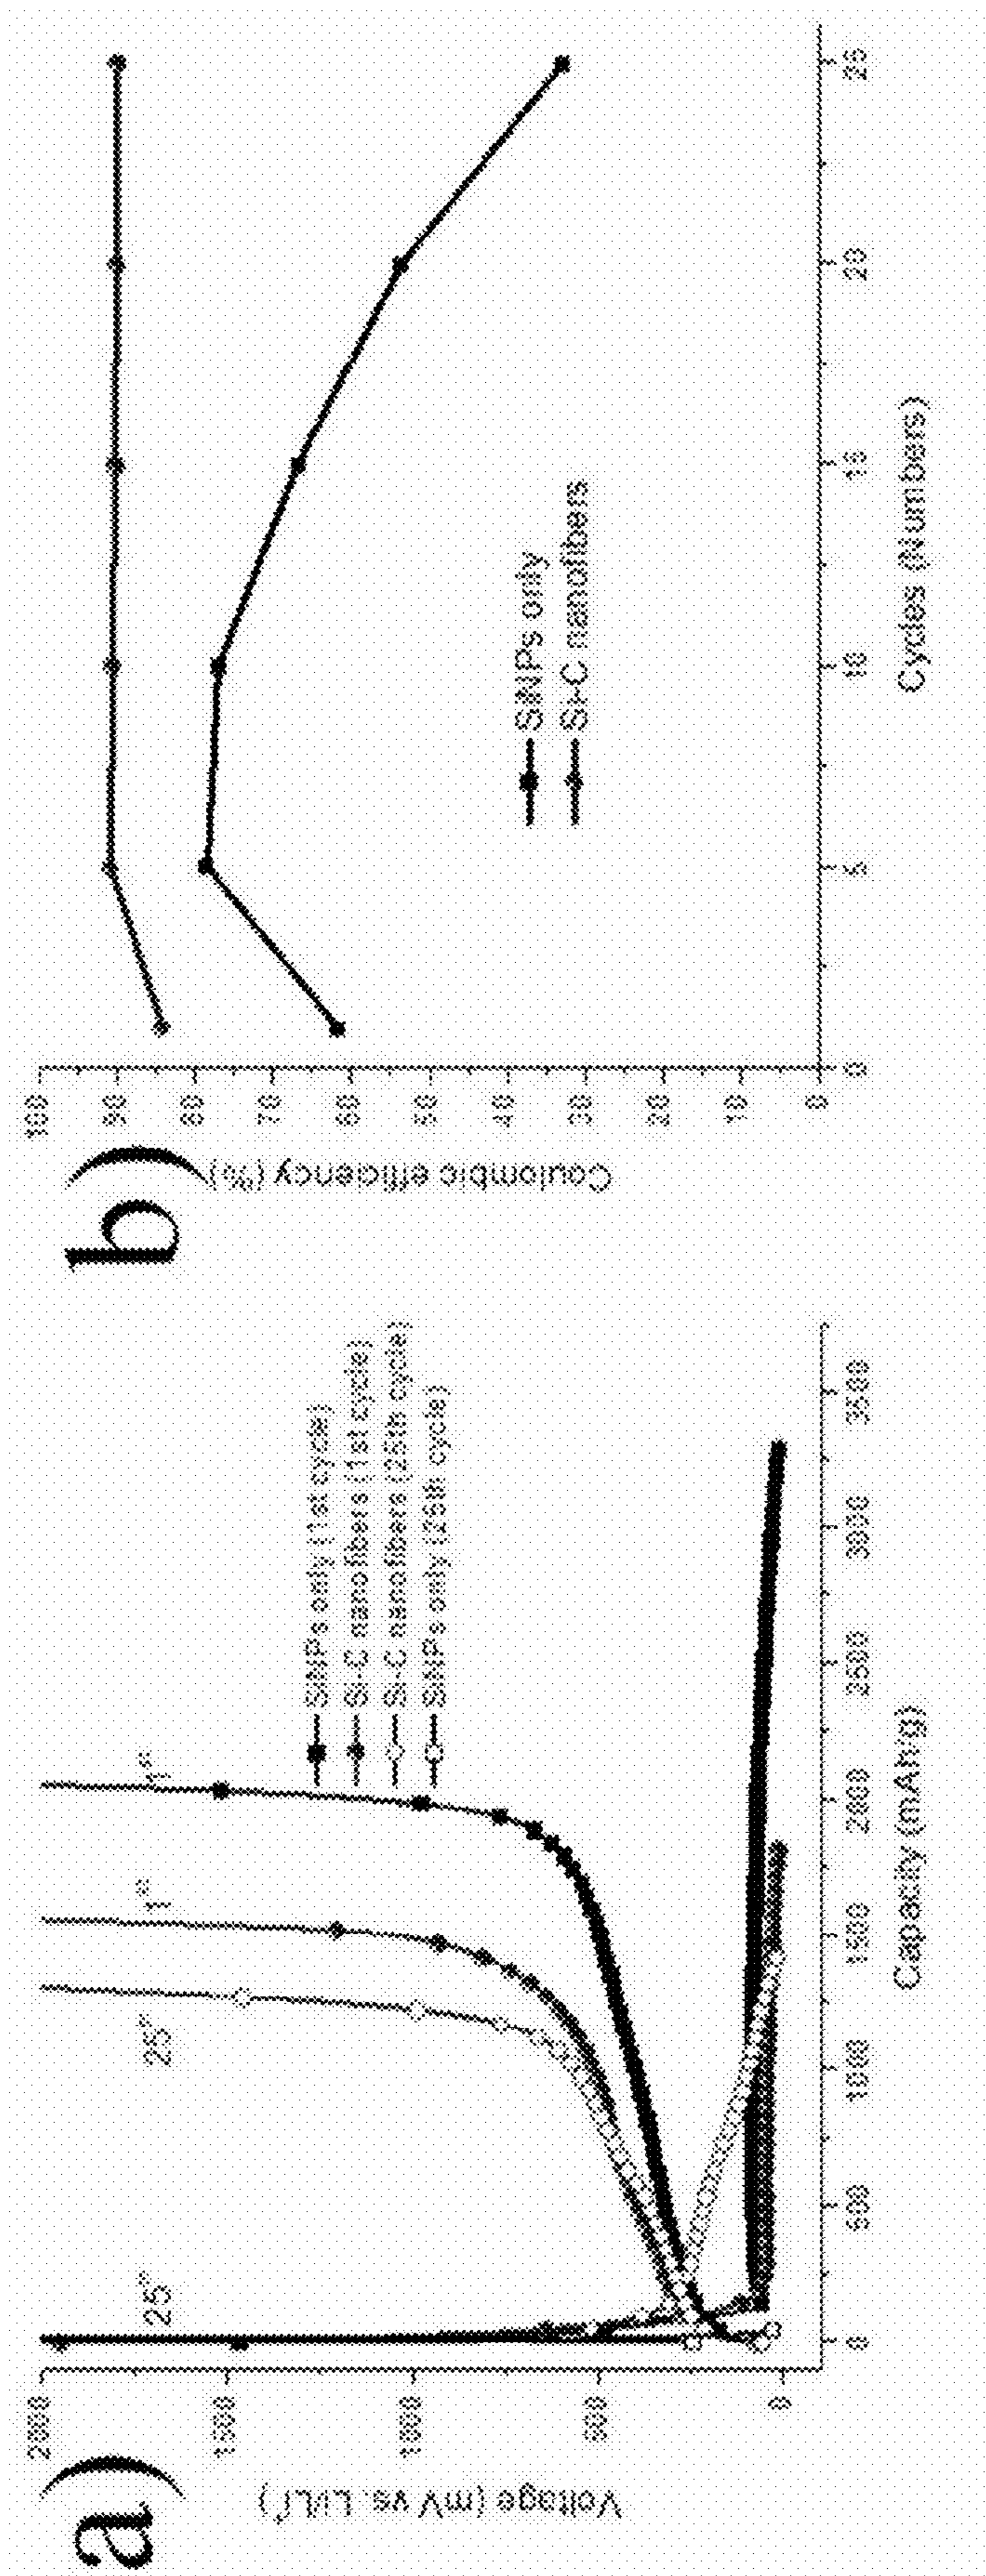 a)
Voltage (mV vs. Li/Li⁺)
2000
1500
1000
500
0
25ᵗʰ
25ᵗʰ
1ˢᵗ
1ˢᵗ
SiNPs only (1st cycle)
Si-C nanofibers (1st cycle)
Si-C nanofibers (25th cycle)
SiNPs only (25th cycle)
0
500
1000
1500
2000
2500
3000
3500
Capacity (mAh/g)
b)
Coulombic efficiency (%)
100
90
80
70
60
50
40
30
20
10
0
SiNPs only
Si-C nanofibers
0
5
10
15
20
25
Cycles (Numbers)